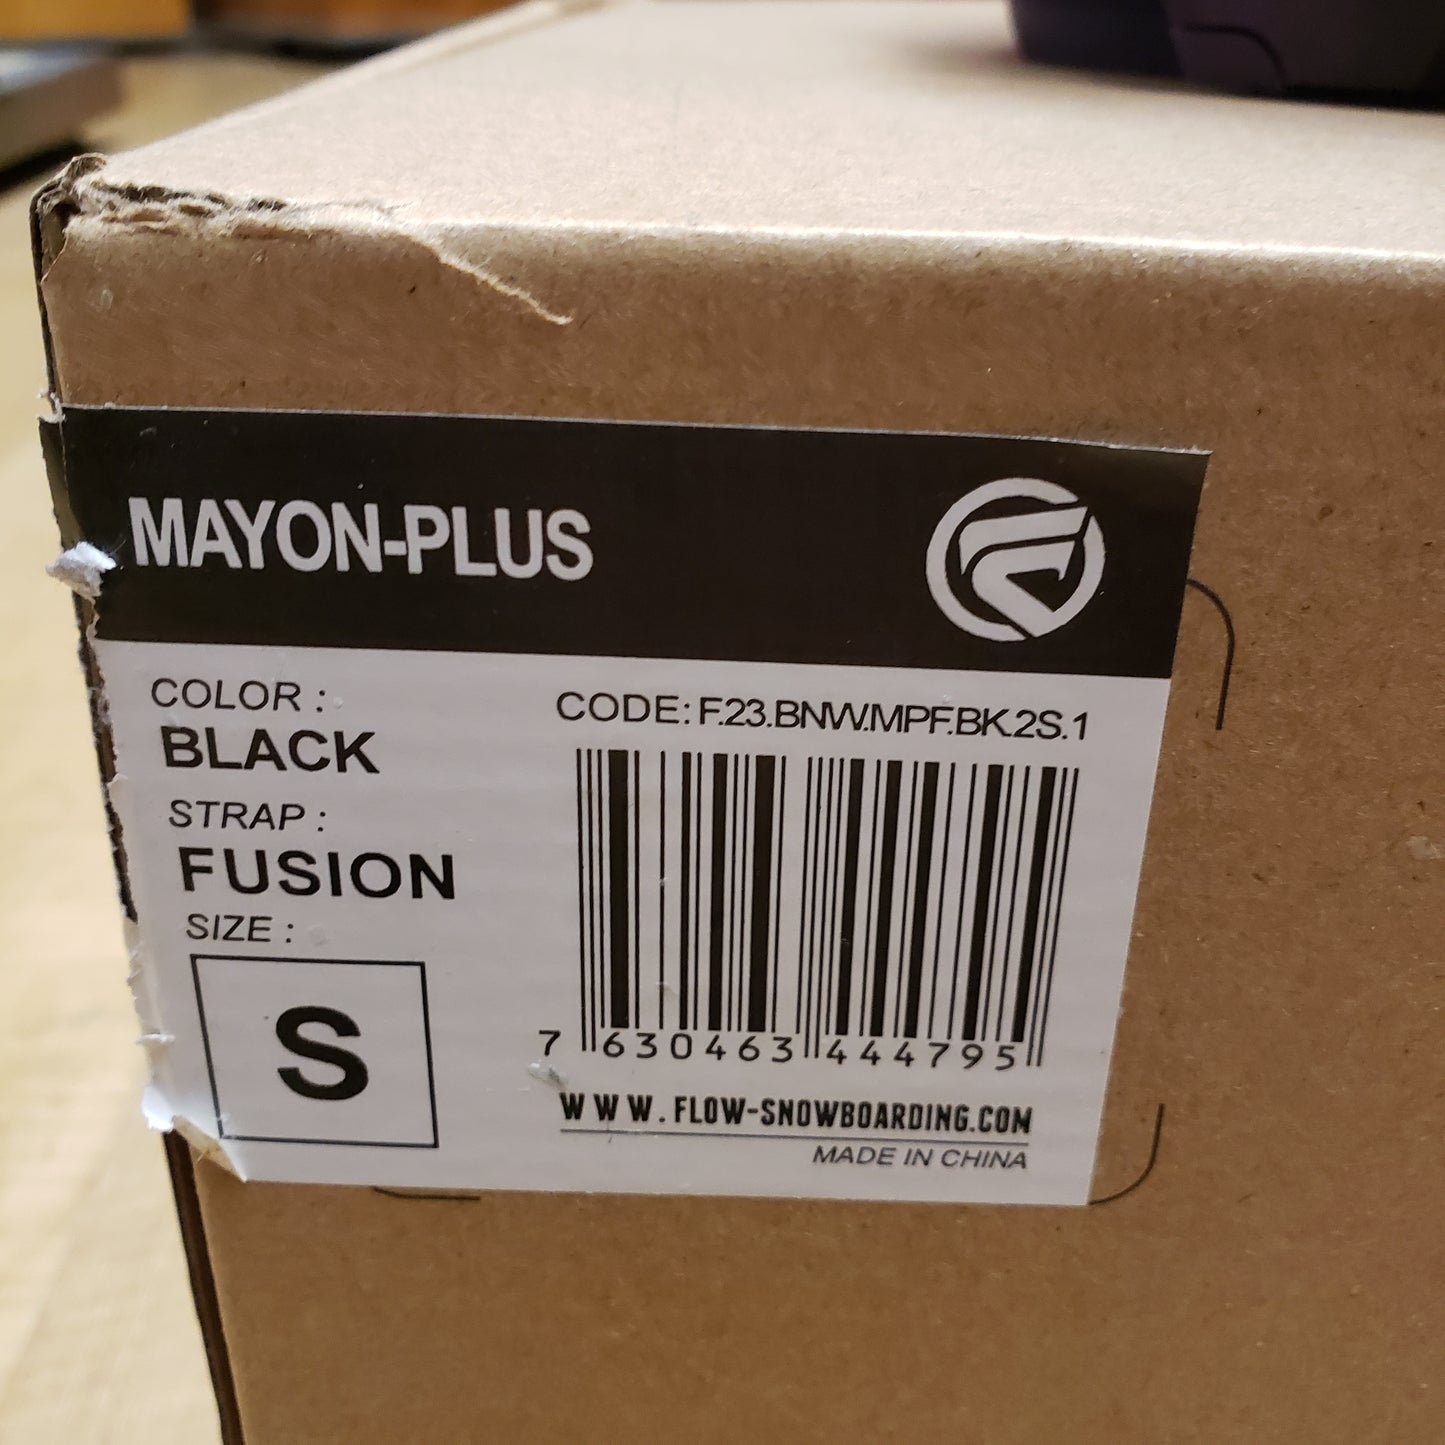 MAYON-PLUS
COLOR :
BLACK
STRAP :
FUSION
SIZE :
S
CODE: F.23.BNW.MPF.BK.2S.1
7 630463 444795
WWW.FLOW-SNOWBOARDING.COM
MADE IN CHINA